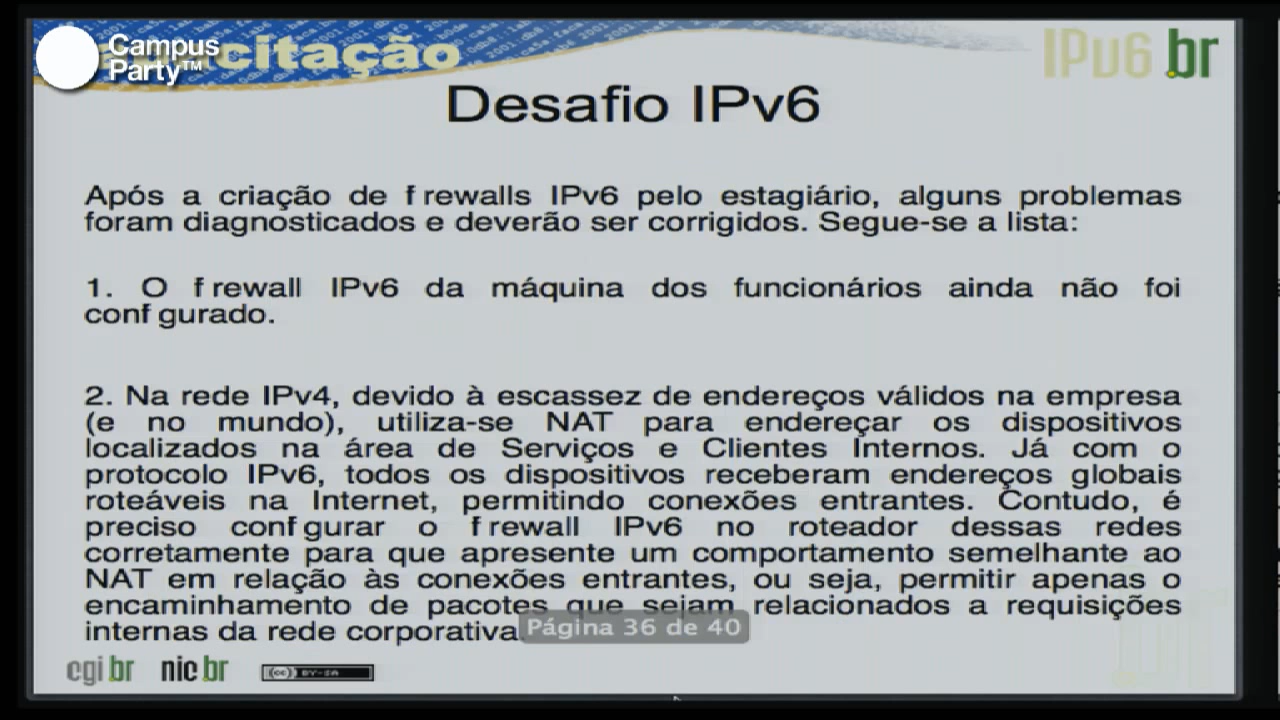 Campus
Party™
citação
IPv6.br
Desafio IPv6
Após a criação de f rewalls IPv6 pelo estagiário, alguns problemas
foram diagnosticados e deverão ser corrigidos. Segue-se a lista:
1. O f rewall IPv6 da máquina dos funcionários ainda não foi
conf gurado.
2. Na rede IPv4, devido à escassez de endereços válidos na empresa
(e no mundo), utiliza-se NAT para endereçar os dispositivos
localizados na área de Serviços e Clientes Internos. Já com o
protocolo IPv6, todos os dispositivos receberam endereços globais
roteáveis na Internet, permitindo conexões entrantes. Contudo, é
preciso conf gurar o f rewall IPv6 no roteador dessas redes
corretamente para que apresente um comportamento semelhante ao
NAT em relação às conexões entrantes, ou seja, permitir apenas o
encaminhamento de pacotes que sejam relacionados a requisições
internas da rede corporativa.
Página 36 de 40
cgi.br nic.br (cc) BY-SA